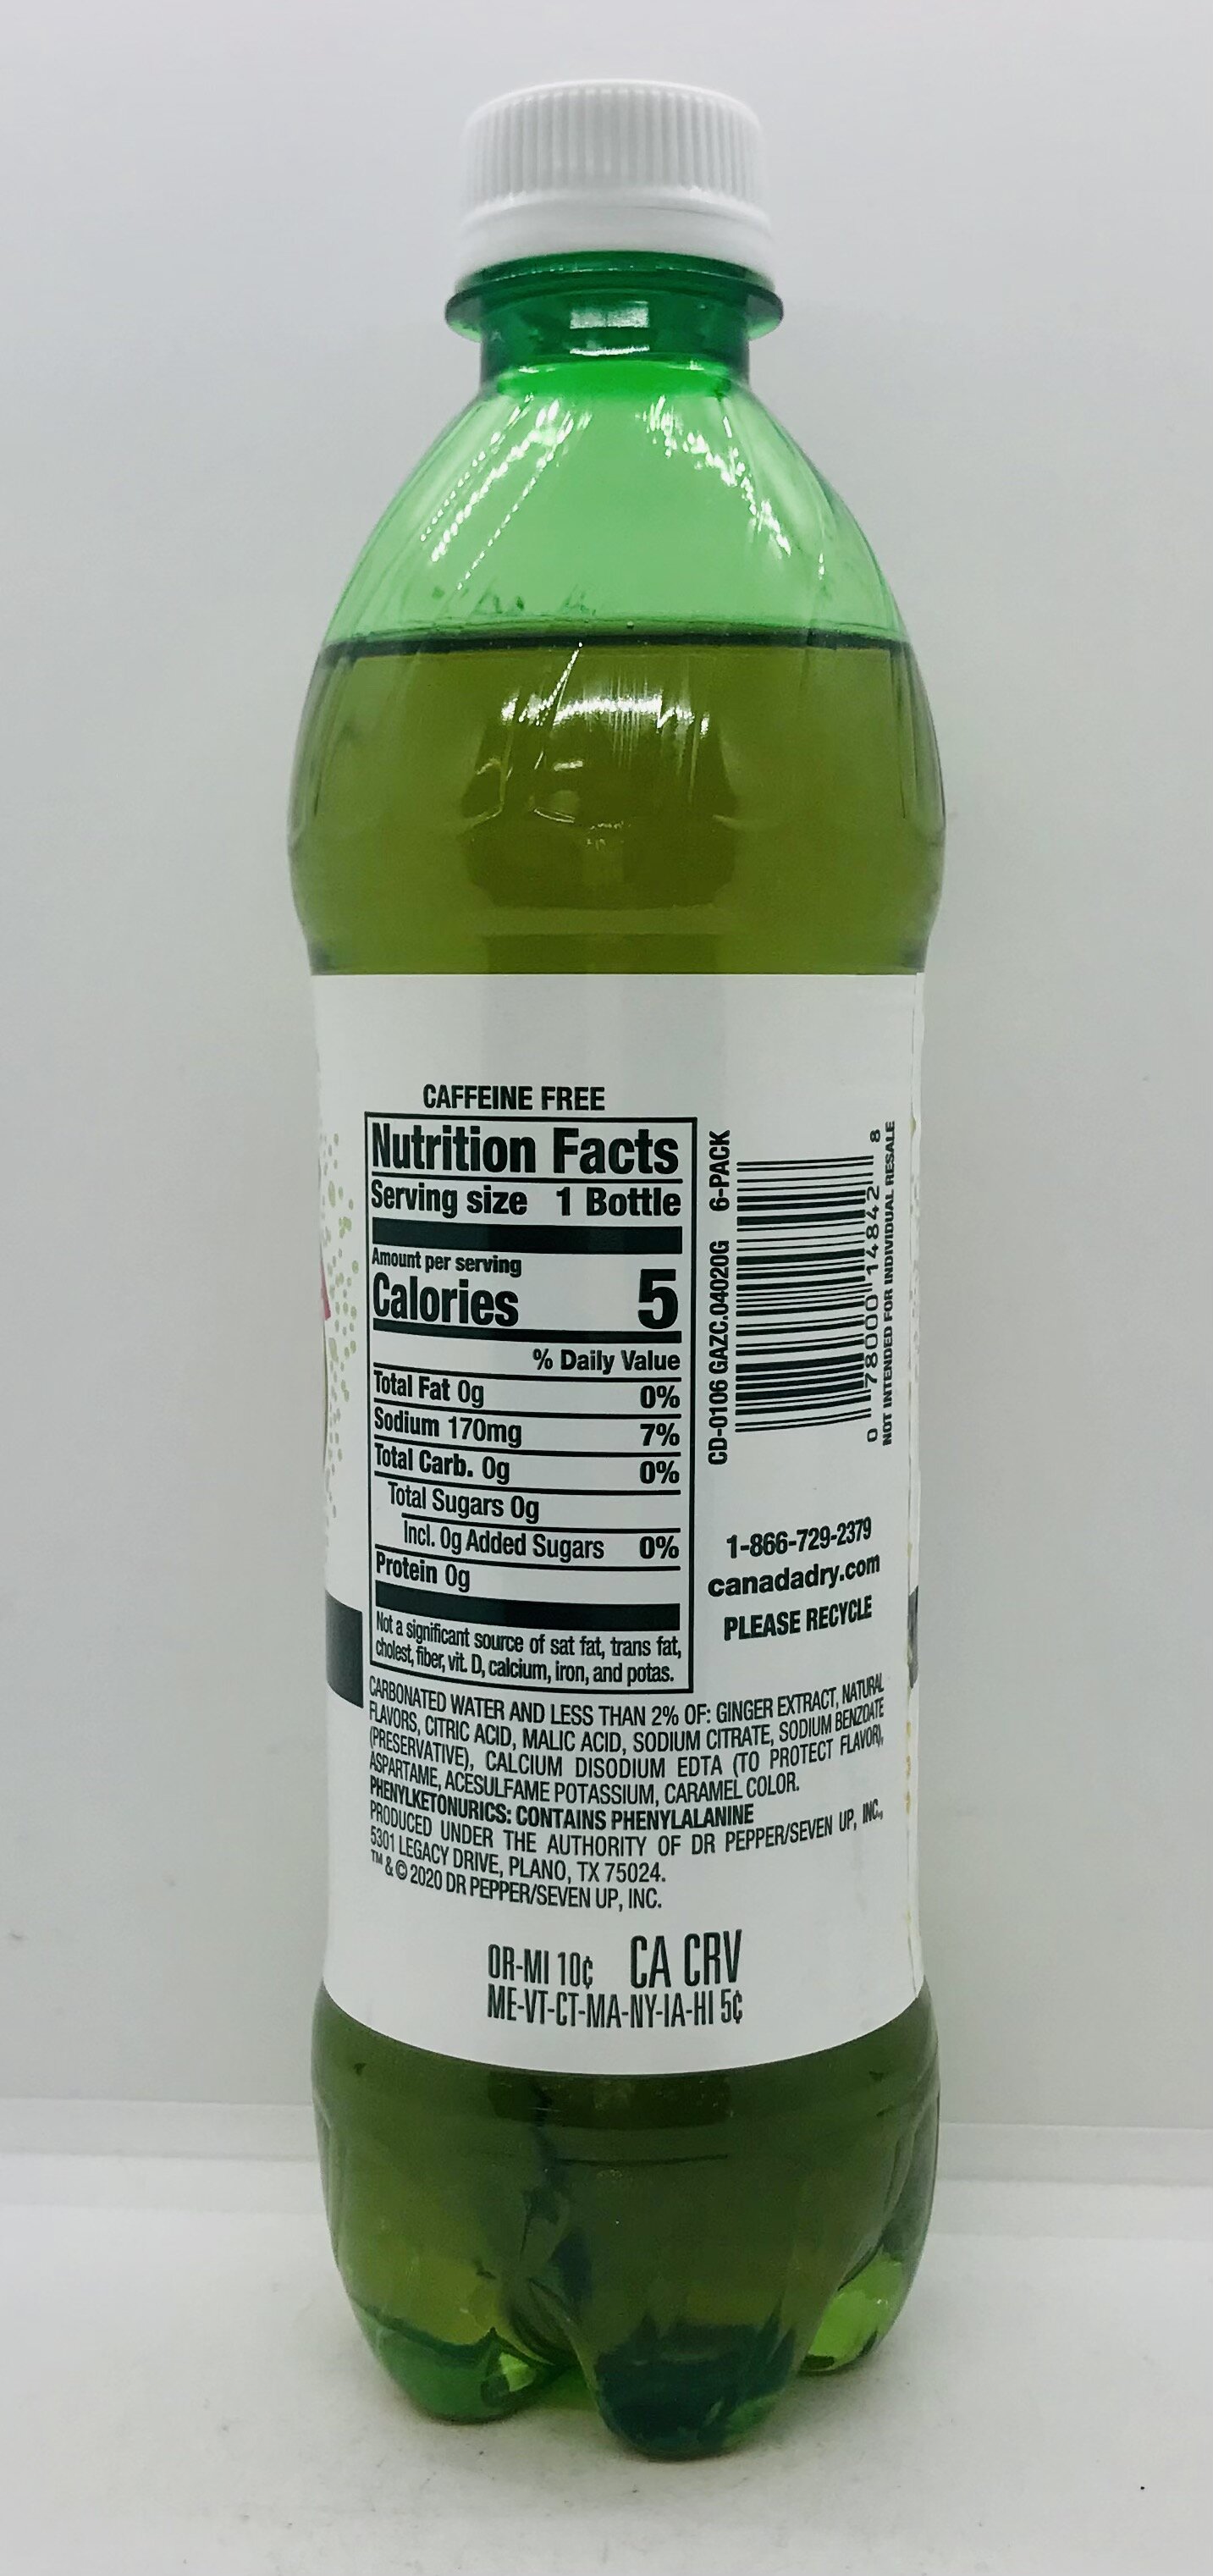 CAFFEINE FREE
Nutrition Facts
Serving size 1 Bottle
Amount per serving
Calories 5
% Daily Value
Total Fat 0g 0%
Sodium 170mg 7%
Total Carb. 0g 0%
Total Sugars 0g
Incl. 0g Added Sugars 0%
Protein 0g
Not a significant source of sat fat, trans fat,
cholest, fiber, vit. D, calcium, iron, and potas.
CD-0106 GAZC.04020G 6-PACK
0 78000 14842 8
NOT INTENDED FOR INDIVIDUAL RESALE
1-866-729-2379
canadadry.com
PLEASE RECYCLE
CARBONATED WATER AND LESS THAN 2% OF: GINGER EXTRACT, NATURAL
FLAVORS, CITRIC ACID, MALIC ACID, SODIUM CITRATE, SODIUM BENZOATE
(PRESERVATIVE), CALCIUM DISODIUM EDTA (TO PROTECT FLAVOR),
ASPARTAME, ACESULFAME POTASSIUM, CARAMEL COLOR.
PHENYLKETONURICS: CONTAINS PHENYLALANINE
PRODUCED UNDER THE AUTHORITY OF DR PEPPER/SEVEN UP, INC.,
5301 LEGACY DRIVE, PLANO, TX 75024.
™ & © 2020 DR PEPPER/SEVEN UP, INC.
OR-MI 10¢ CA CRV
ME-VT-CT-MA-NY-IA-HI 5¢